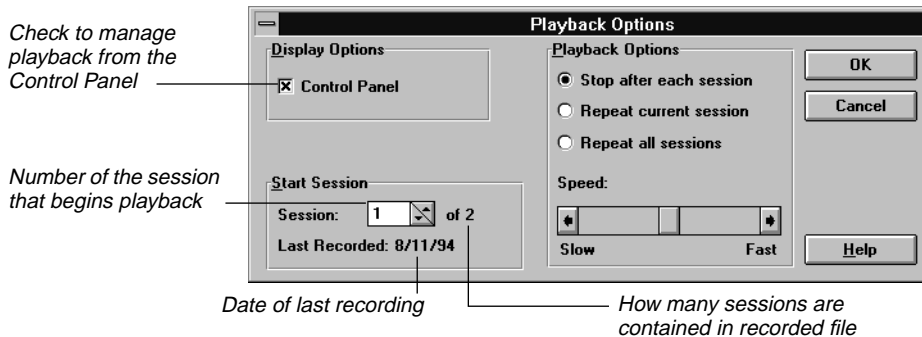 Check to manage
playback from the
Control Panel
Playback Options
Display Options
Control Panel
Playback Options
Stop after each session
Repeat current session
Repeat all sessions
OK
Cancel
Number of the session
that begins playback
Start Session
Session: 1 of 2
Last Recorded: 8/11/94
Speed:
Slow Fast
Help
Date of last recording
How many sessions are
contained in recorded file